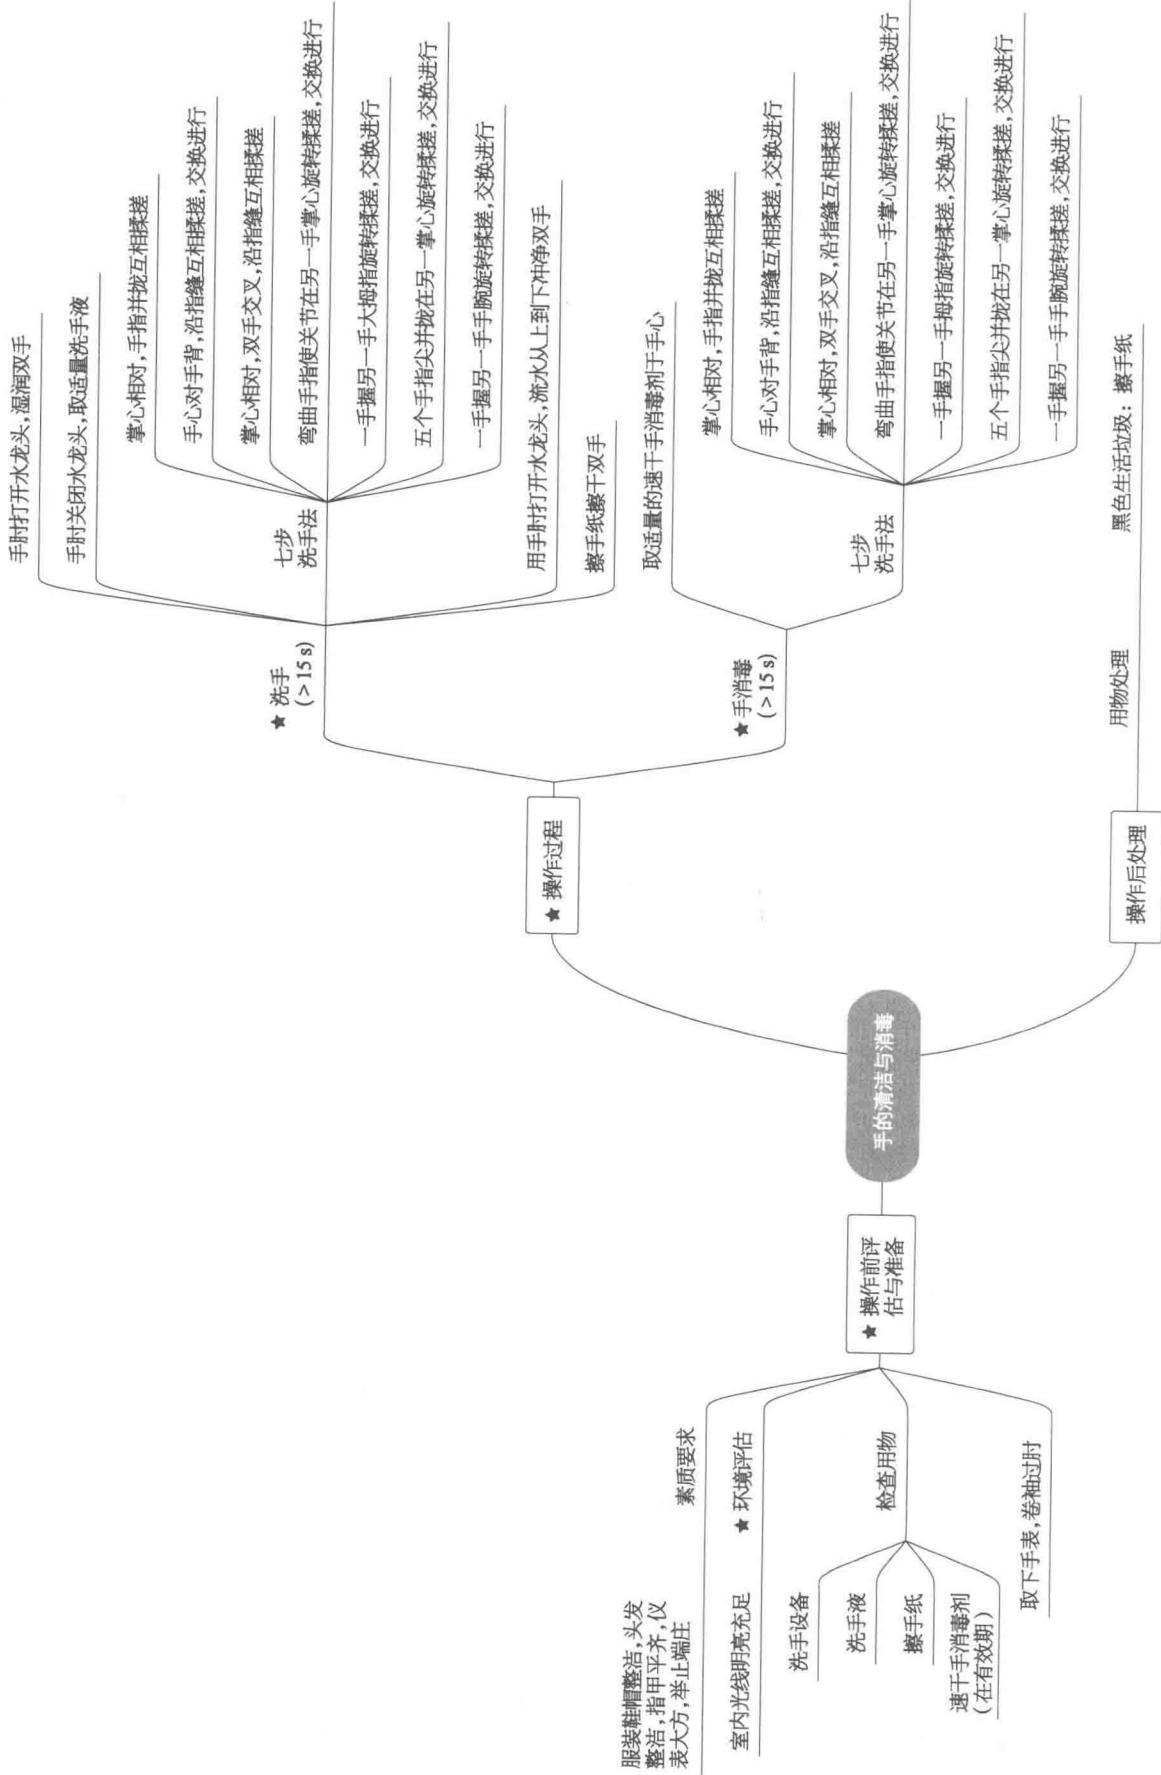 手的清洁与消毒
★ 操作前评
估与准备
素质要求
服装鞋帽整洁,头发
整洁,指甲平齐,仪
表大方,举止端庄
★ 环境评估
室内光线明亮充足
检查用物
洗手设备
洗手液
擦手纸
速干手消毒剂
(在有效期)
取下手表,卷袖过肘
★ 操作过程
★ 洗手
(>15 s)
手肘打开水龙头,湿润双手
手肘关闭水龙头,取适量洗手液
七步
洗手法
掌心相对,手指并拢互相揉搓
手心对手背,沿指缝互相揉搓,交换进行
掌心相对,双手交叉,沿指缝互相揉搓
弯曲手指使关节在另一手掌心旋转揉搓,交换进行
一手握另一手大拇指旋转揉搓,交换进行
五个手指尖并拢在另一掌心旋转揉搓,交换进行
一手握另一手手腕旋转揉搓,交换进行
用手肘打开水龙头,流水从上到下冲净双手
擦手纸擦干双手
★手消毒
(>15 s)
取适量的速干手消毒剂于手心
七步
洗手法
掌心相对,手指并拢互相揉搓
手心对手背,沿指缝互相揉搓,交换进行
掌心相对,双手交叉,沿指缝互相揉搓
弯曲手指使关节在另一手掌心旋转揉搓,交换进行
一手握另一手拇指旋转揉搓,交换进行
五个手指尖并拢在另一掌心旋转揉搓,交换进行
一手握另一手手腕旋转揉搓,交换进行
操作后处理
用物处理
黑色生活垃圾:擦手纸